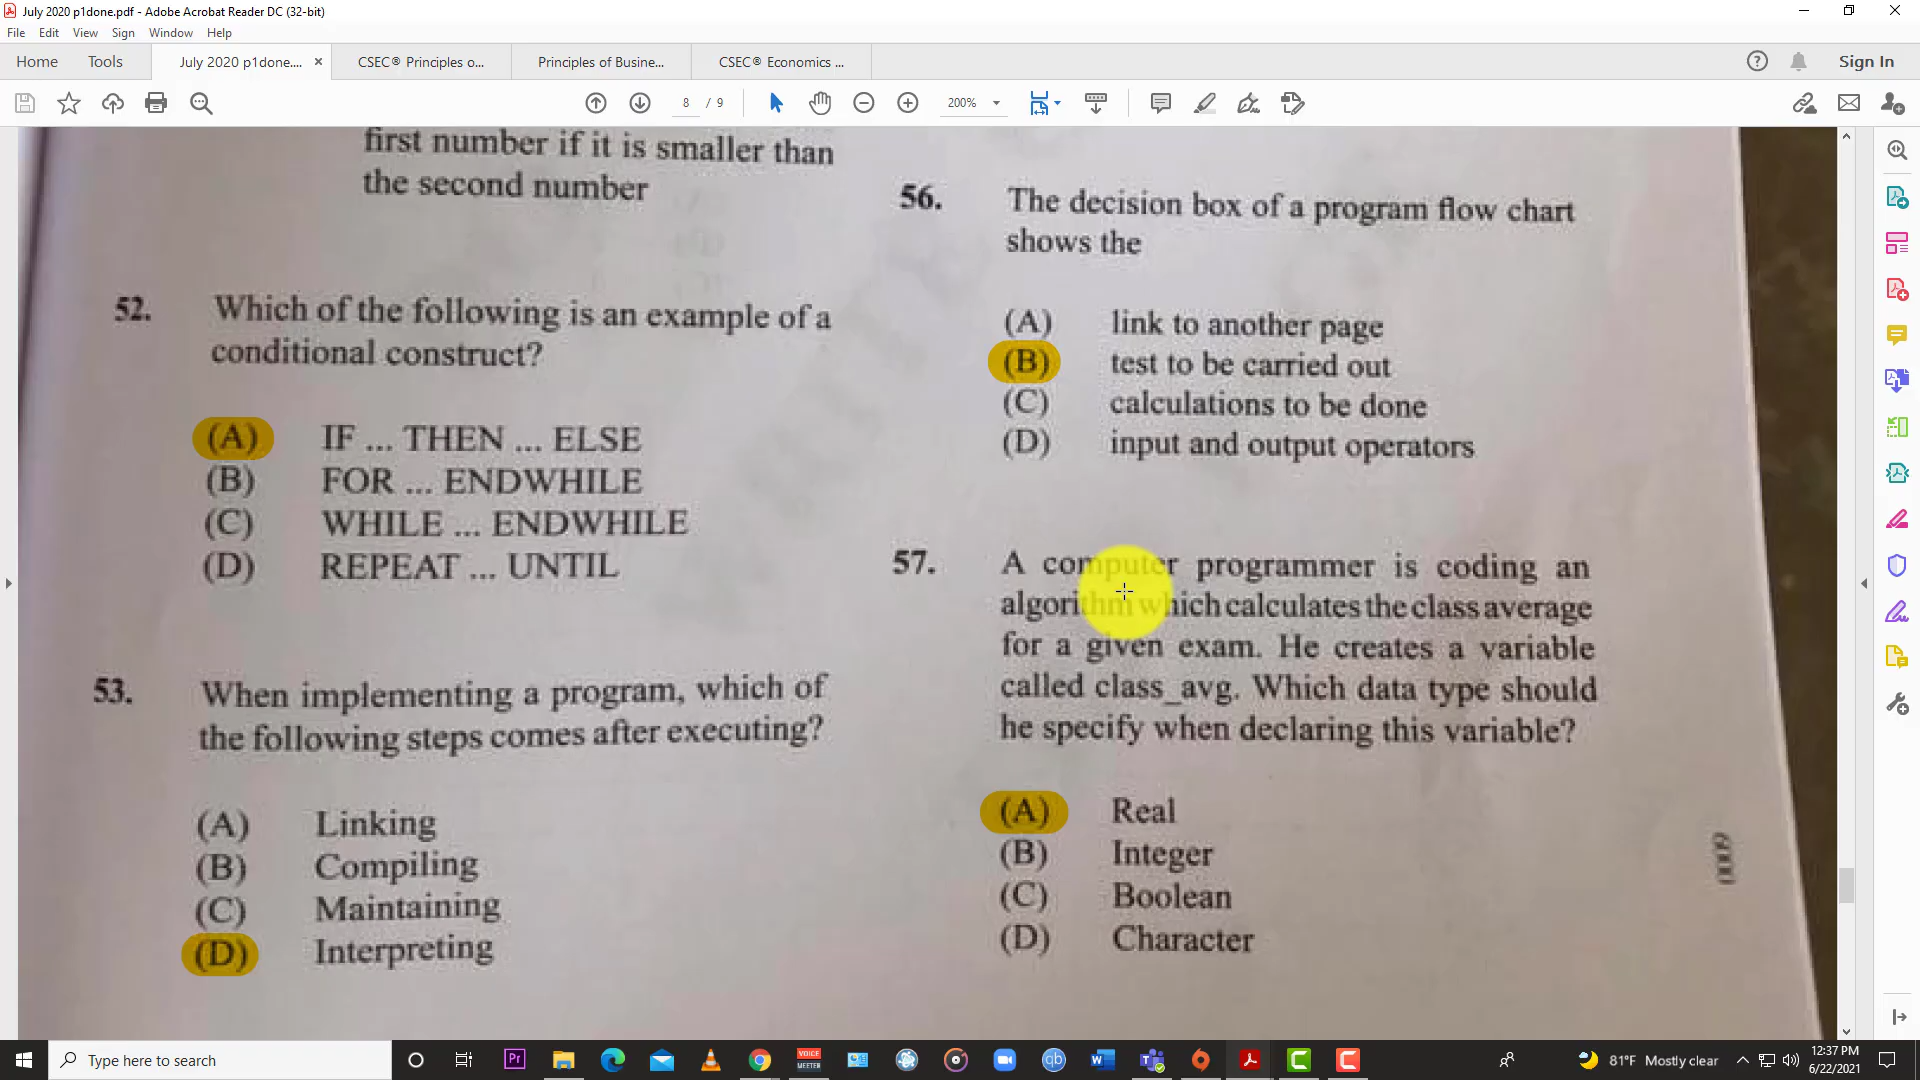 July 2020 p1done.pdf - Adobe Acrobat Reader DC (32-bit)
File Edit View Sign Window Help
Home Tools July 2020 p1done.... × CSEC® Principles o... Principles of Busine... CSEC® Economics ... Sign In
8 / 9 200%
first number if it is smaller than
the second number
52. Which of the following is an example of a
conditional construct?
(A) IF ... THEN ... ELSE
(B) FOR ... ENDWHILE
(C) WHILE ... ENDWHILE
(D) REPEAT ... UNTIL
53. When implementing a program, which of
the following steps comes after executing?
(A) Linking
(B) Compiling
(C) Maintaining
(D) Interpreting
56. The decision box of a program flow chart
shows the
(A) link to another page
(B) test to be carried out
(C) calculations to be done
(D) input and output operators
57. A computer programmer is coding an
algorithm which calculates the class average
for a given exam. He creates a variable
called class_avg. Which data type should
he specify when declaring this variable?
(A) Real
(B) Integer
(C) Boolean
(D) Character
Type here to search
Pr
VOICE
MEETER
qb
81°F Mostly clear
12:37 PM
6/22/2021